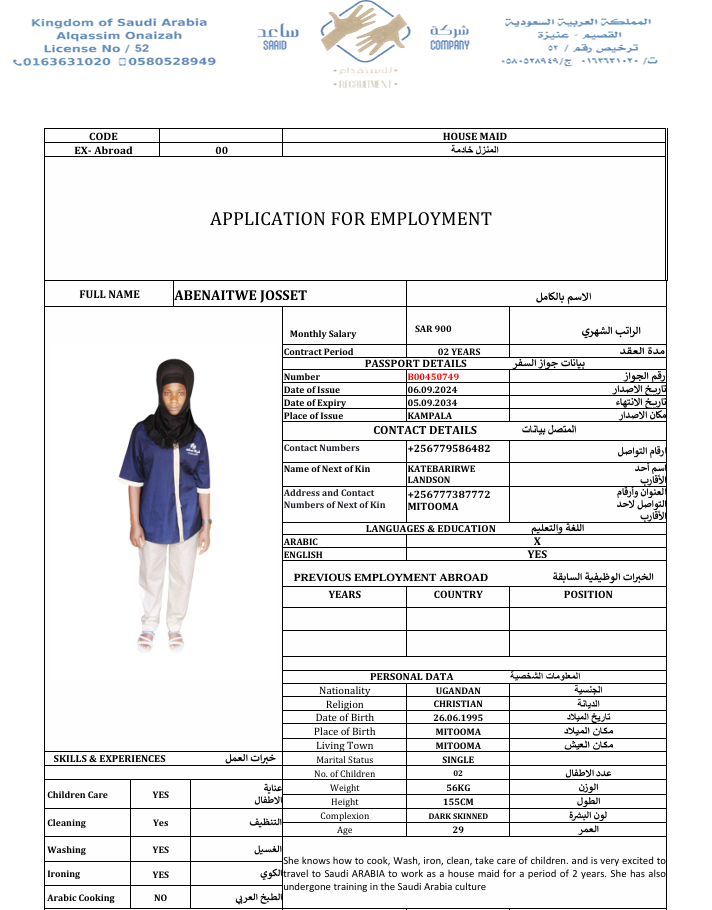 Kingdom of Saudi Arabia
Alqassim Onaizah
License No / 52
0163631020 0580528949
ساعد
SAAID
شركة
COMPANY
للاستقدام
RECRUITMENT
المملكة العربية السعودية
القصيم - عنيزة
ترخيص رقم / ٥٢
ت/ ٠١٦٣٦٣١٠٢٠ ج/ ٠٥٨٠٥٢٨٩٤٩
CODE HOUSE MAID
EX- Abroad 00 المنزل خادمة
APPLICATION FOR EMPLOYMENT
FULL NAME ABENAITWE JOSSET الاسم بالكامل
Monthly Salary SAR 900 الراتب الشهري
Contract Period 02 YEARS مدة العقد
PASSPORT DETAILS بيانات جواز السفر
Number B00450749 رقم الجواز
Date of Issue 06.09.2024 تاريخ الاصدار
Date of Expiry 05.09.2034 تاريخ الانتهاء
Place of Issue KAMPALA مكان الاصدار
CONTACT DETAILS المتصل بيانات
Contact Numbers +256779586482 ارقام التواصل
Name of Next of Kin KATEBARIRWE LANDSON اسم أحد الأقارب
Address and Contact Numbers of Next of Kin +256777387772 MITOOMA العنوان وأرقام التواصل لاحد الأقارب
LANGUAGES & EDUCATION اللغة والتعليم
ARABIC X
ENGLISH YES
PREVIOUS EMPLOYMENT ABROAD الخبرات الوظيفية السابقة
YEARS COUNTRY POSITION
PERSONAL DATA المعلومات الشخصية
Nationality UGANDAN الجنسية
Religion CHRISTIAN الديانة
Date of Birth 26.06.1995 تاريخ الميلاد
Place of Birth MITOOMA مكان الميلاد
Living Town MITOOMA مكان العيش
Marital Status SINGLE
No. of Children 02 عدد الاطفال
Weight 56KG الوزن
Height 155CM الطول
Complexion DARK SKINNED لون البشرة
Age 29 العمر
SKILLS & EXPERIENCES خبرات العمل
Children Care YES عناية الاطفال
Cleaning Yes التنظيف
Washing YES الغسيل
Ironing YES الكوي
Arabic Cooking NO الطبخ العربي
She knows how to cook, Wash, iron, clean, take care of children. and is very excited to
travel to Saudi ARABIA to work as a house maid for a period of 2 years. She has also
undergone training in the Saudi Arabia culture